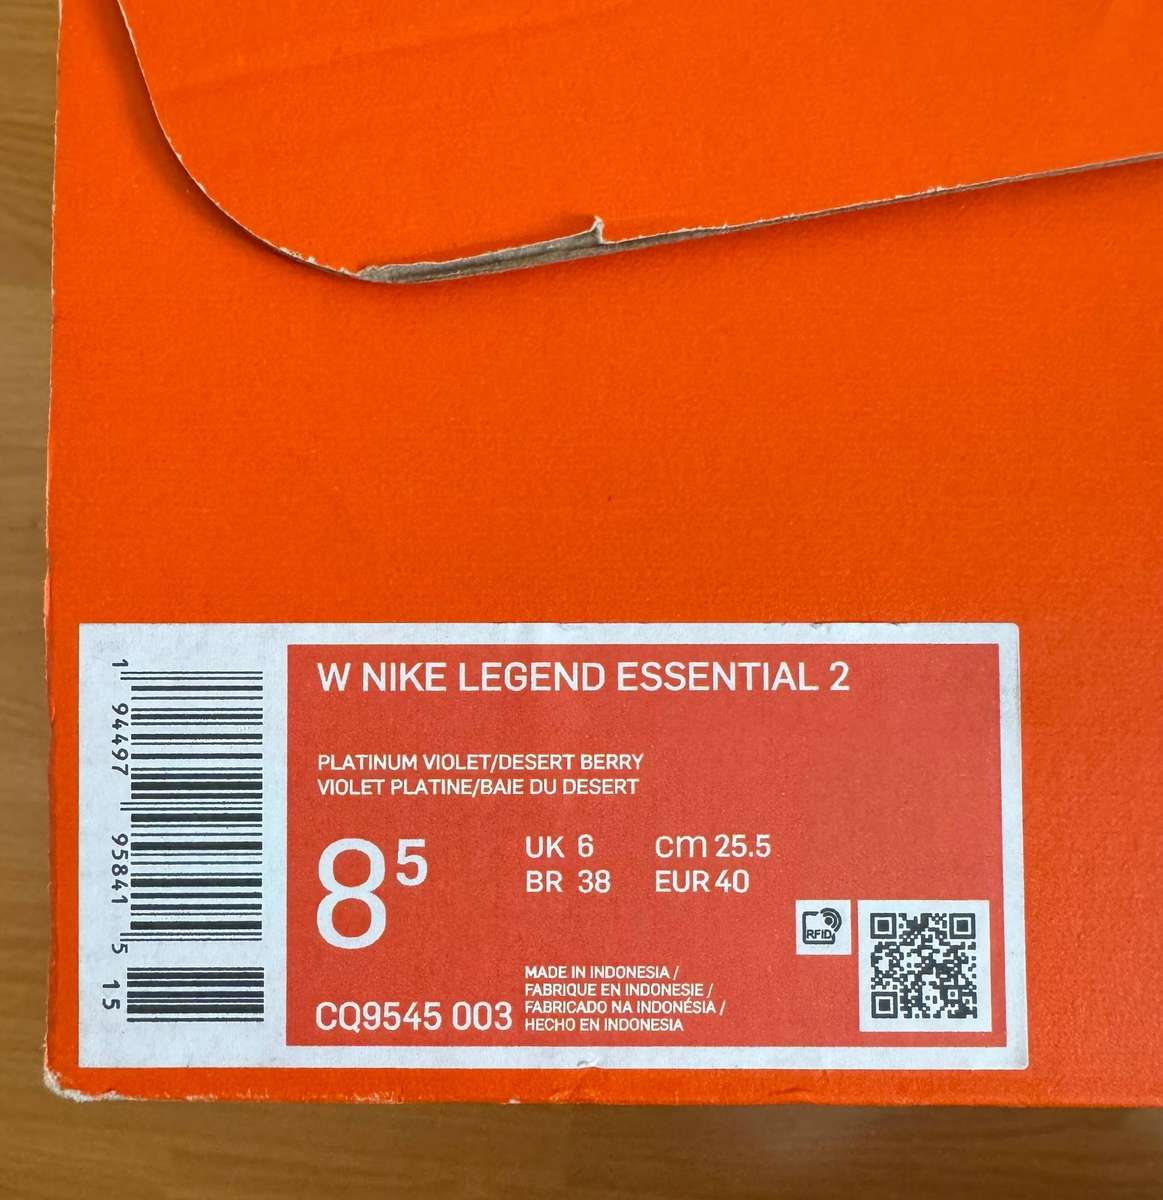 W NIKE LEGEND ESSENTIAL 2
PLATINUM VIOLET/DESERT BERRY
VIOLET PLATINE/BAIE DU DESERT
8⁵
UK 6 cm 25.5
BR 38 EUR 40
RFID
CQ9545 003
MADE IN INDONESIA /
FABRIQUE EN INDONESIE /
FABRICADO NA INDONÉSIA /
HECHO EN INDONESIA
1 94497 95841 5 15